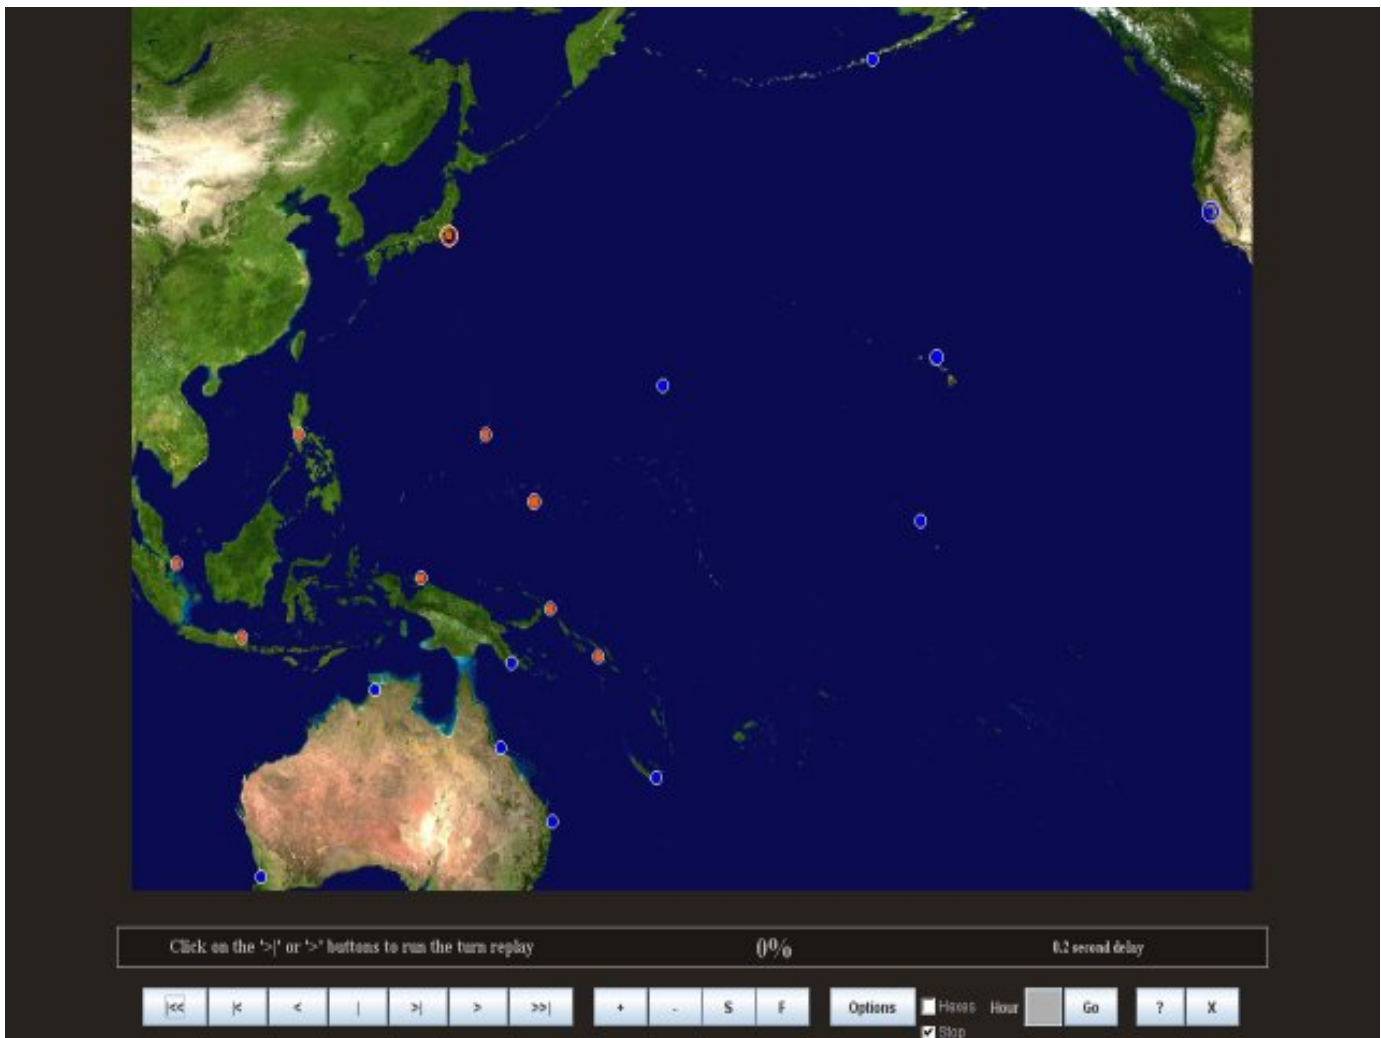 Click on the '>|' or '>' buttons to run the turn replay 0% 0.2 second delay
|<< |< < | >| > >>| + - S F Options Hexes Hour Go ? X
Stop